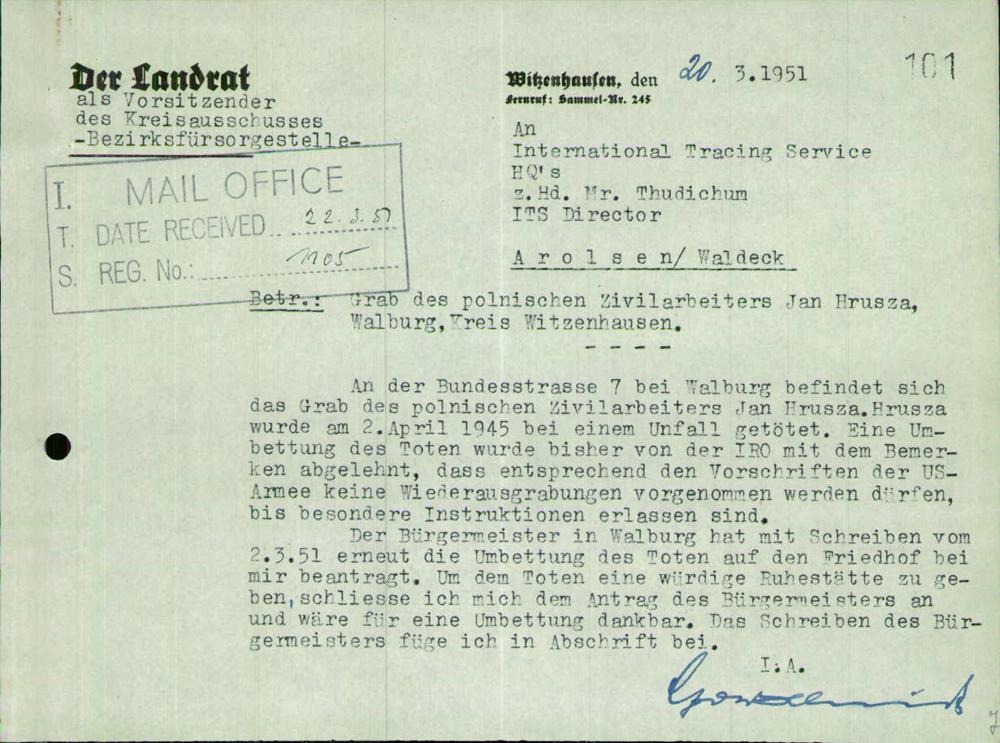 Der Landrat
als Vorsitzender
des Kreisausschusses
-Bezirksfürsorgestelle-
Witzenhausen, den 20. 3.1951
Fernruf: Sammel-Nr. 245
101
An
International Tracing Service
HQ's
z.Hd. Mr. Thudichum
ITS Director
A r o l s e n/ Waldeck
I. MAIL OFFICE
T. DATE RECEIVED 22.3.51
S. REG. No.: 1105
Betr.: Grab des polnischen Zivilarbeiters Jan Hrusza,
Walburg,Kreis Witzenhausen.
- - - -
An der Bundesstrasse 7 bei Walburg befindet sich
das Grab des polnischen Zivilarbeiters Jan Hrusza.Hrusza
wurde am 2.April 1945 bei einem Unfall getötet. Eine Um-
bettung des Toten wurde bisher von der IRO mit dem Bemer-
ken abgelehnt, dass entsprechend den Vorschriften der US-
Armee keine Wiederausgrabungen vorgenommen werden dürfen,
bis besondere Instruktionen erlassen sind.
Der Bürgermeister in Walburg hat mit Schreiben vom
2.3.51 erneut die Umbettung des Toten auf den Friedhof bei
mir beantragt. Um dem Toten eine würdige Ruhestätte zu ge-
ben, schliesse ich mich dem Antrag des Bürgermeisters an
und wäre für eine Umbettung dankbar. Das Schreiben des Bür-
germeisters füge ich in Abschrift bei.
I.A.